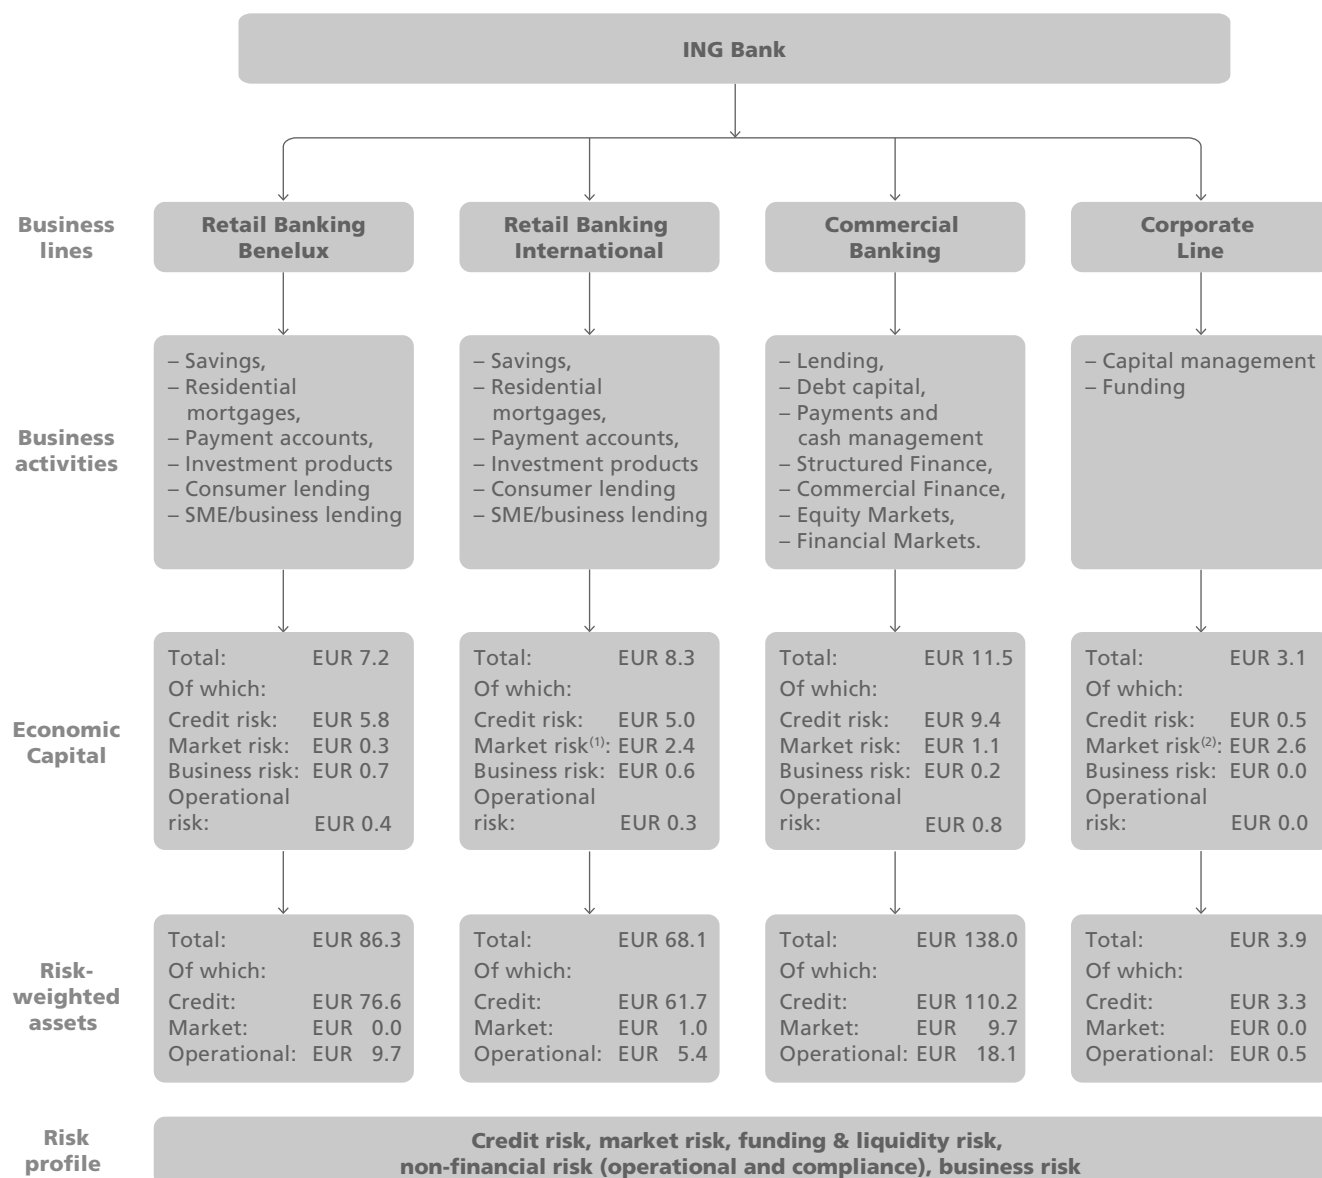 ING Bank
Business
lines
Retail Banking
Benelux
Retail Banking
International
Commercial
Banking
Corporate
Line
Business
activities
– Savings,
– Residential
mortgages,
– Payment accounts,
– Investment products
– Consumer lending
– SME/business lending
– Savings,
– Residential
mortgages,
– Payment accounts,
– Investment products
– Consumer lending
– SME/business lending
– Lending,
– Debt capital,
– Payments and
cash management
– Structured Finance,
– Commercial Finance,
– Equity Markets,
– Financial Markets.
– Capital management
– Funding
Economic
Capital
Total: EUR 7.2
Of which:
Credit risk: EUR 5.8
Market risk: EUR 0.3
Business risk: EUR 0.7
Operational
risk: EUR 0.4
Total: EUR 8.3
Of which:
Credit risk: EUR 5.0
Market risk(1): EUR 2.4
Business risk: EUR 0.6
Operational
risk: EUR 0.3
Total: EUR 11.5
Of which:
Credit risk: EUR 9.4
Market risk: EUR 1.1
Business risk: EUR 0.2
Operational
risk: EUR 0.8
Total: EUR 3.1
Of which:
Credit risk: EUR 0.5
Market risk(2): EUR 2.6
Business risk: EUR 0.0
Operational
risk: EUR 0.0
Risk-
weighted
assets
Total: EUR 86.3
Of which:
Credit: EUR 76.6
Market: EUR 0.0
Operational: EUR 9.7
Total: EUR 68.1
Of which:
Credit: EUR 61.7
Market: EUR 1.0
Operational: EUR 5.4
Total: EUR 138.0
Of which:
Credit: EUR 110.2
Market: EUR 9.7
Operational: EUR 18.1
Total: EUR 3.9
Of which:
Credit: EUR 3.3
Market: EUR 0.0
Operational: EUR 0.5
Risk
profile
Credit risk, market risk, funding & liquidity risk,
non-financial risk (operational and compliance), business risk